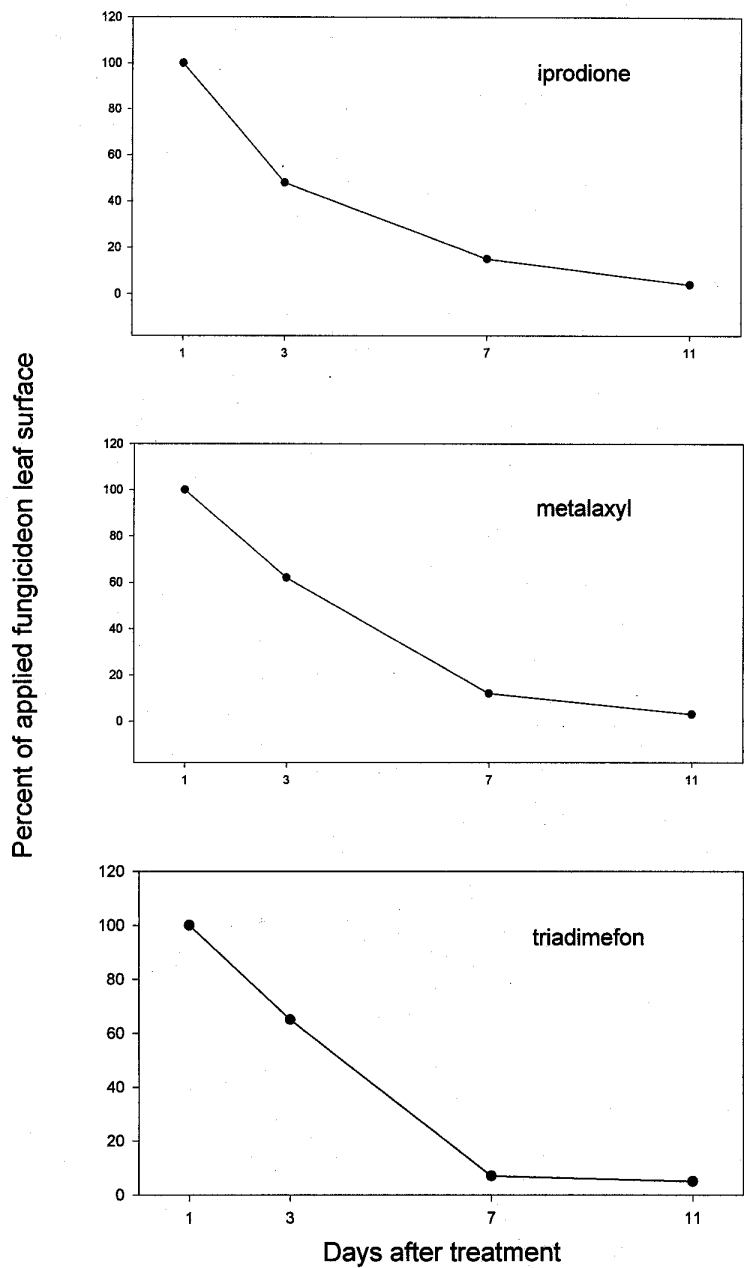 Percent of applied fungicideon leaf surface
120
100
80
60
40
20
0
iprodione
1 3 7 11
120
100
80
60
40
20
0
metalaxyl
1 3 7 11
120
100
80
60
40
20
0
triadimefon
1 3 7 11
Days after treatment